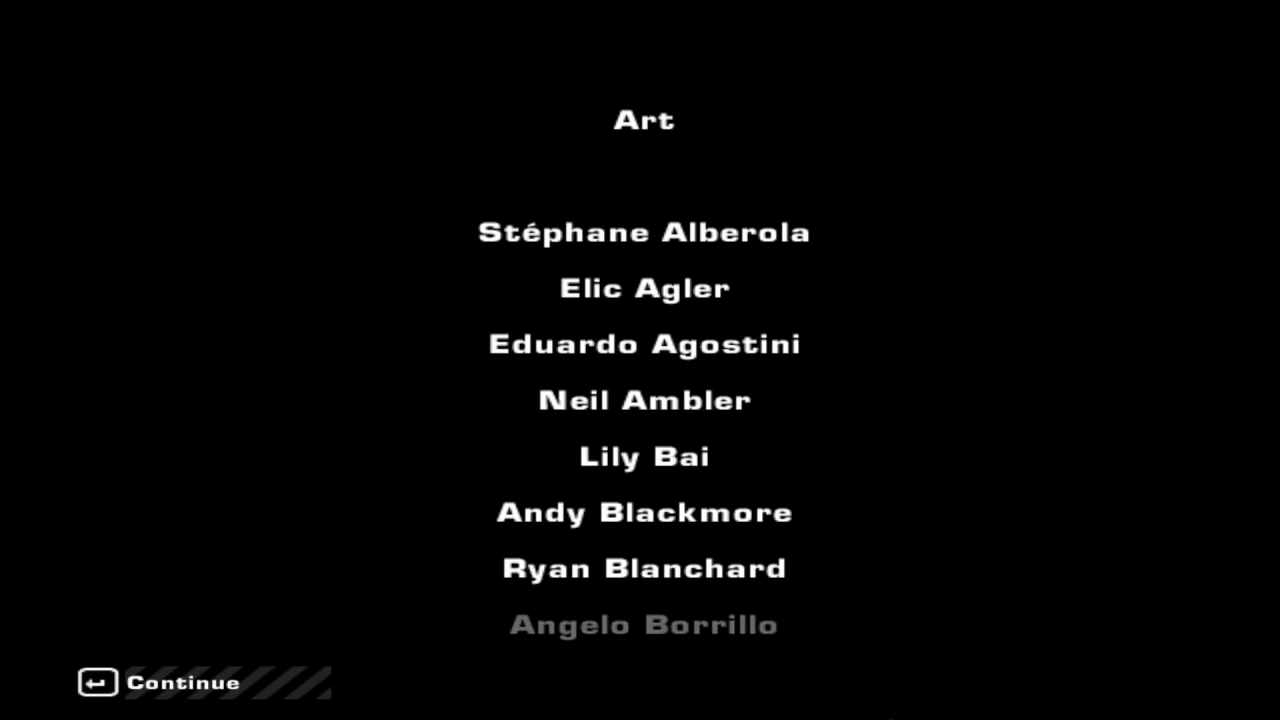 Art
Stéphane Alberola
Elic Agler
Eduardo Agostini
Neil Ambler
Lily Bai
Andy Blackmore
Ryan Blanchard
Angelo Borrillo
Continue